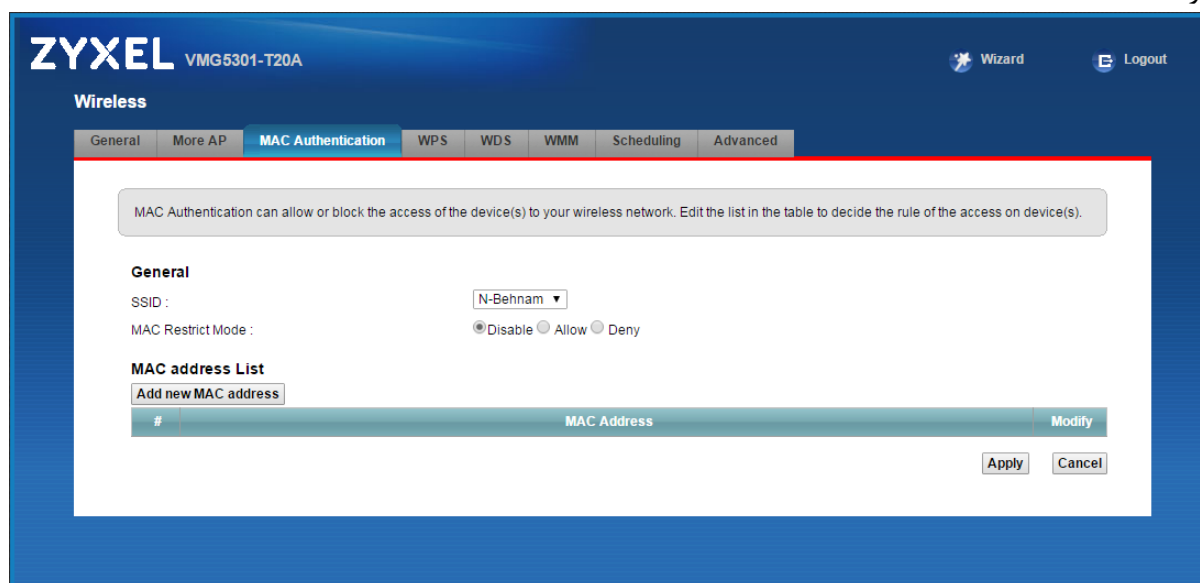 ZYXEL VMG5301-T20A Wizard Logout
Wireless
General More AP MAC Authentication WPS WDS WMM Scheduling Advanced
MAC Authentication can allow or block the access of the device(s) to your wireless network. Edit the list in the table to decide the rule of the access on device(s).
General
SSID : N-Behnam
MAC Restrict Mode : Disable Allow Deny
MAC address List
Add new MAC address
# MAC Address Modify
Apply Cancel